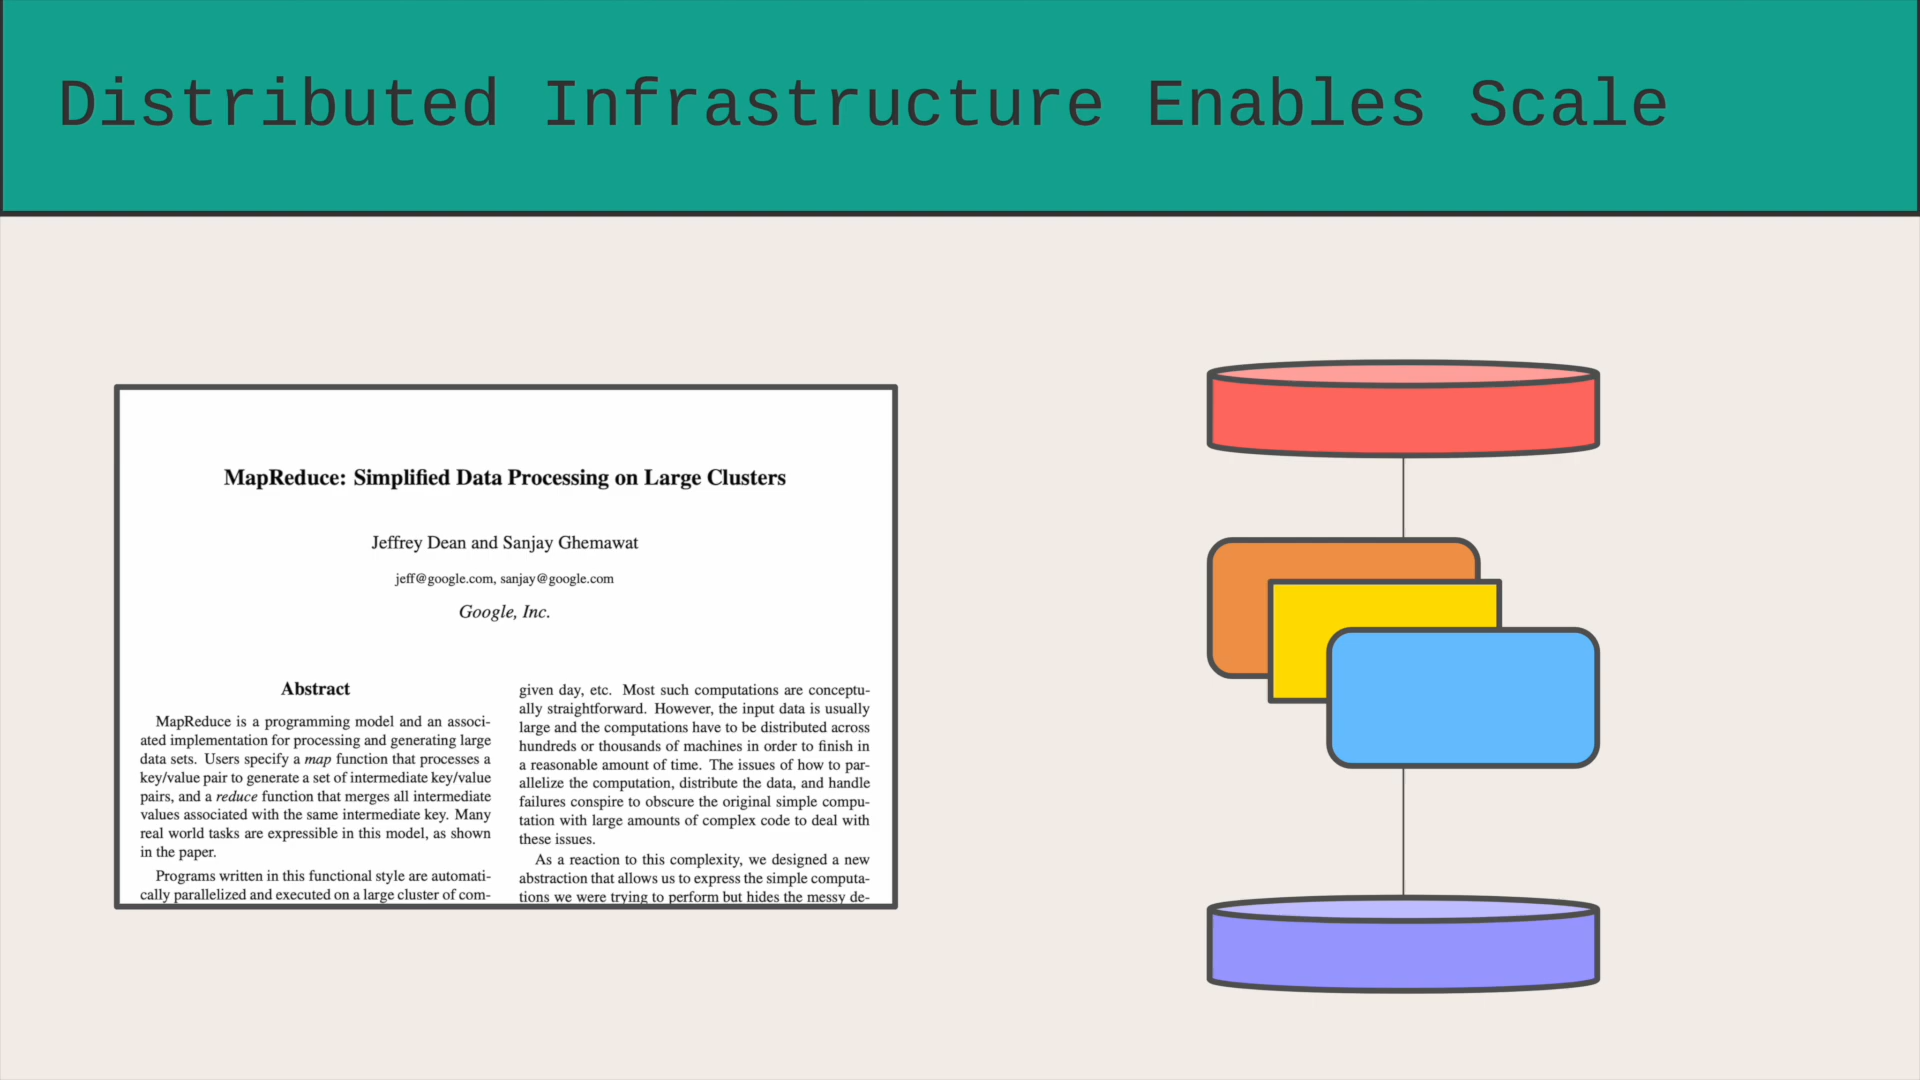 Distributed Infrastructure Enables Scale
MapReduce: Simplified Data Processing on Large Clusters
Jeffrey Dean and Sanjay Ghemawat
jeff@google.com, sanjay@google.com
Google, Inc.
Abstract
MapReduce is a programming model and an associ-
ated implementation for processing and generating large
data sets. Users specify a map function that processes a
key/value pair to generate a set of intermediate key/value
pairs, and a reduce function that merges all intermediate
values associated with the same intermediate key. Many
real world tasks are expressible in this model, as shown
in the paper.
Programs written in this functional style are automati-
cally parallelized and executed on a large cluster of com-
given day, etc. Most such computations are conceptu-
ally straightforward. However, the input data is usually
large and the computations have to be distributed across
hundreds or thousands of machines in order to finish in
a reasonable amount of time. The issues of how to par-
allelize the computation, distribute the data, and handle
failures conspire to obscure the original simple compu-
tation with large amounts of complex code to deal with
these issues.
As a reaction to this complexity, we designed a new
abstraction that allows us to express the simple computa-
tions we were trying to perform but hides the messy de-